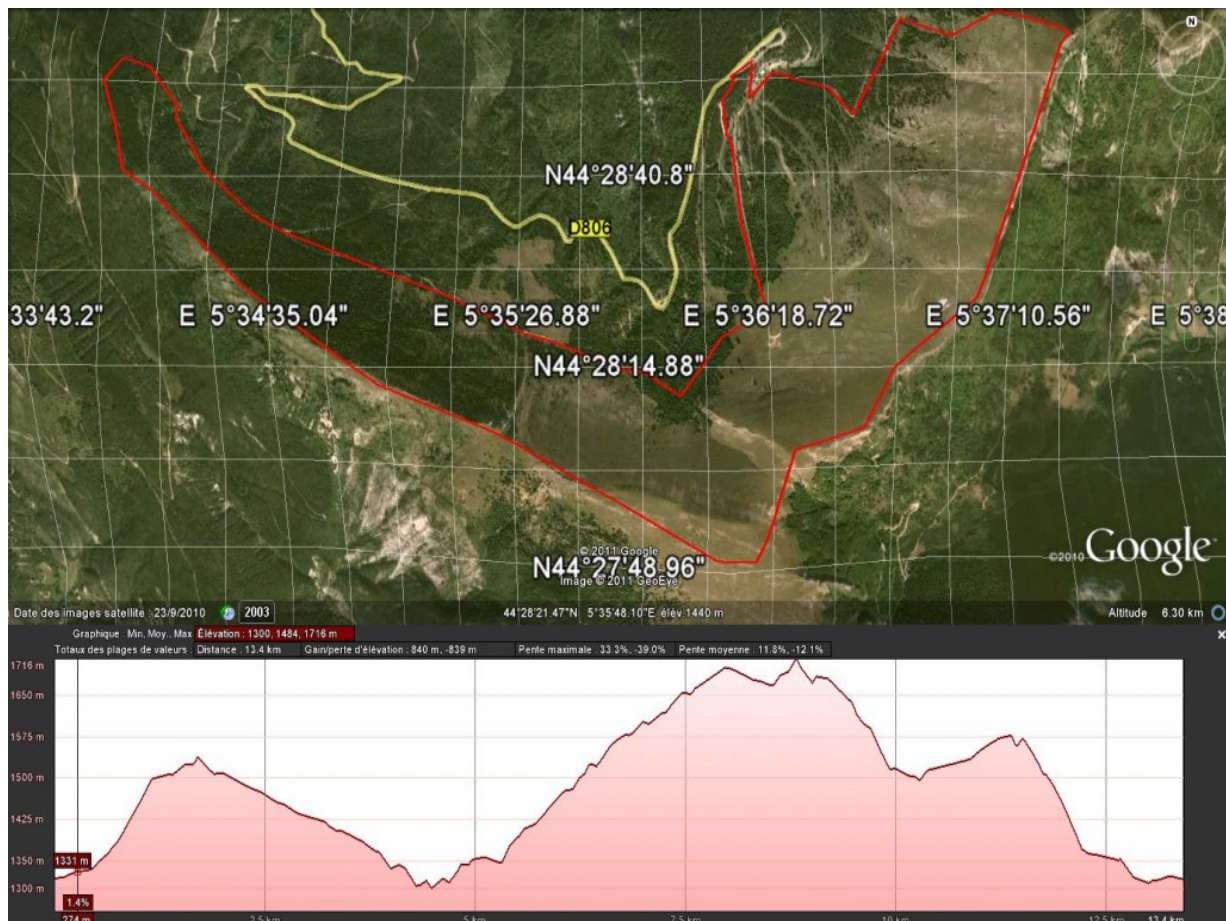 N
N44°28'40.8"
D806
33'43.2" E 5°34'35.04" E 5°35'26.88" E 5°36'18.72" E 5°37'10.56" E 5°38
N44°28'14.88"
© 2011 Google
N44°27'48.96"
Image © 2011 GeoEye
©2010 Google
Date des images satellite : 23/9/2010 2003 44°28'21.47"N 5°35'48.10"E élév. 1440 m Altitude 6.30 km
Graphique : Min, Moy., Max Élévation : 1300, 1484, 1716 m x
Totaux des plages de valeurs : Distance : 13.4 km Gain/perte d'élévation : 840 m, -839 m Pente maximale : 33.3%, -39.0% Pente moyenne : 11.8%, -12.1%
1716 m
1650 m
1575 m
1500 m
1425 m
1350 m 1331 m
1300 m
1.4%
274 m 2.5 km 5 km 7.5 km 10 km 12.5 km 13.4 km